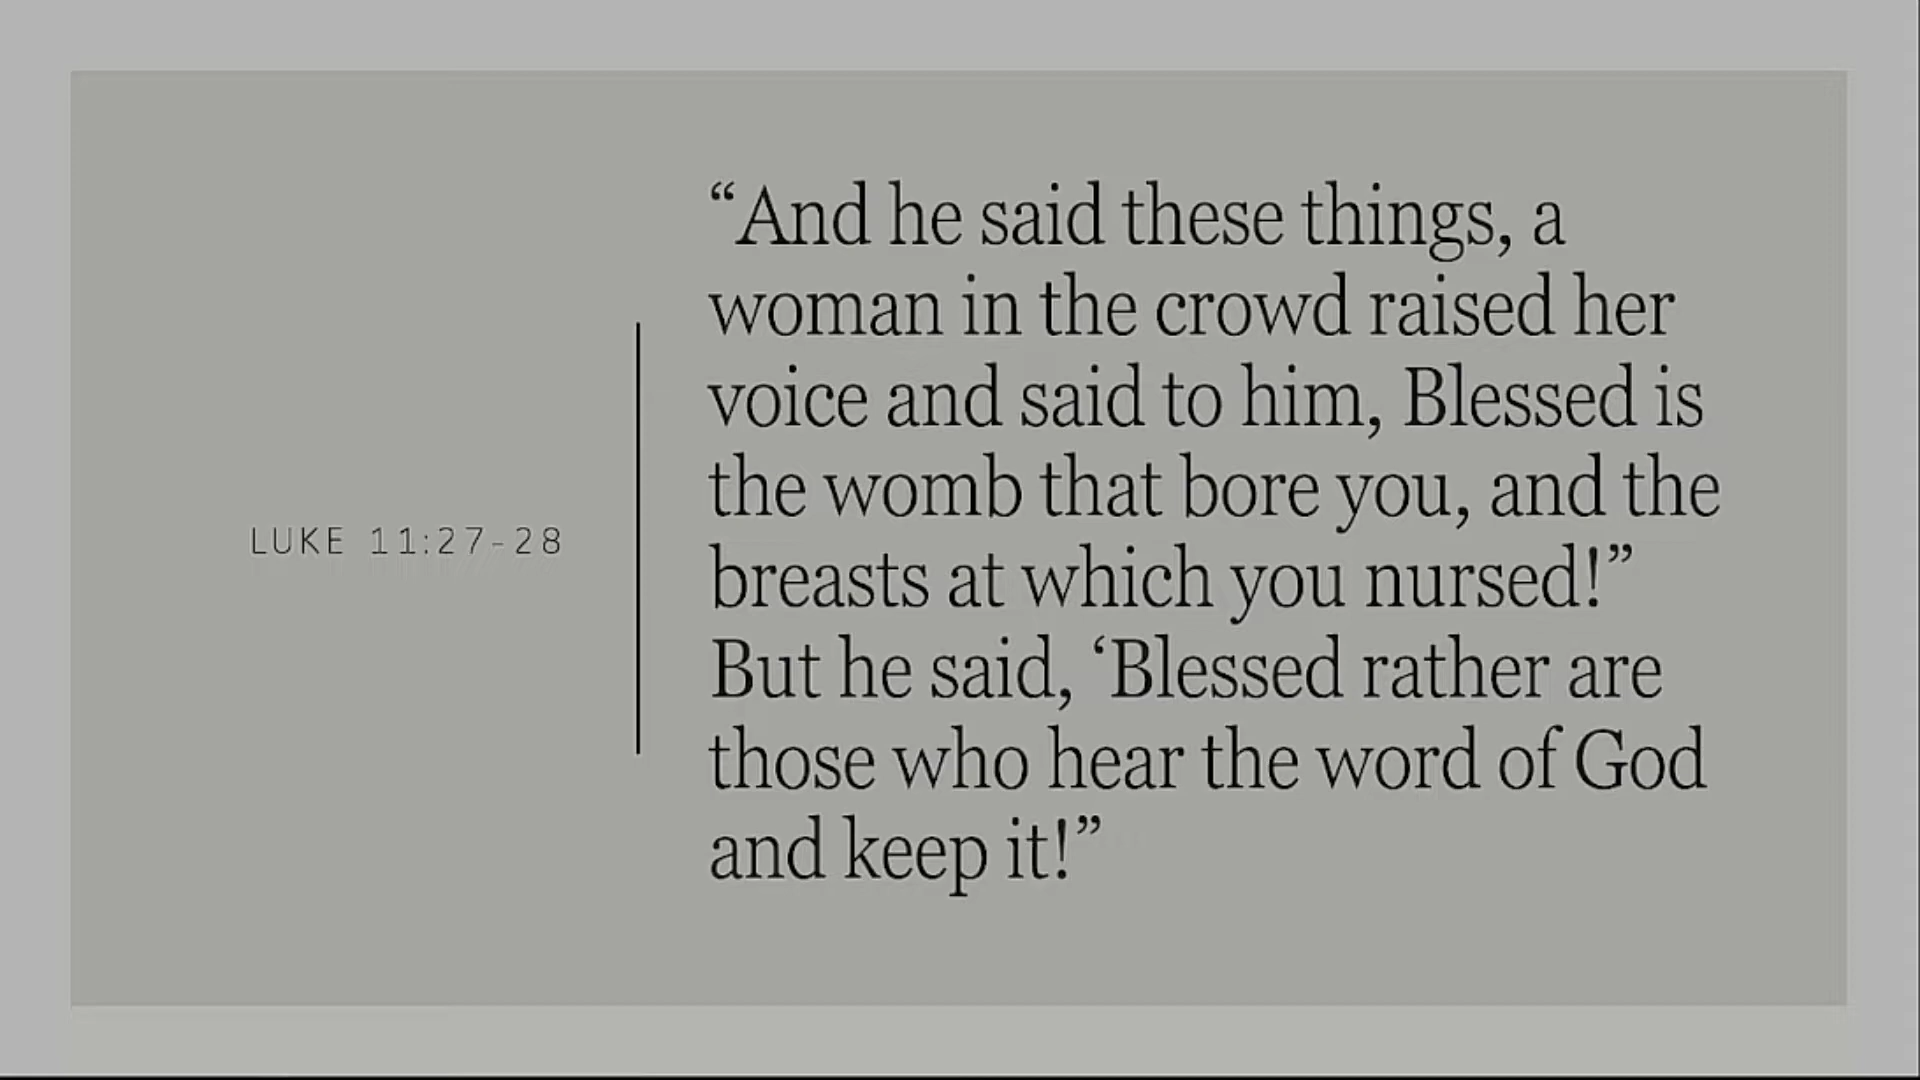 LUKE 11:27-28
“And he said these things, a
woman in the crowd raised her
voice and said to him, Blessed is
the womb that bore you, and the
breasts at which you nursed!”
But he said, ‘Blessed rather are
those who hear the word of God
and keep it!”